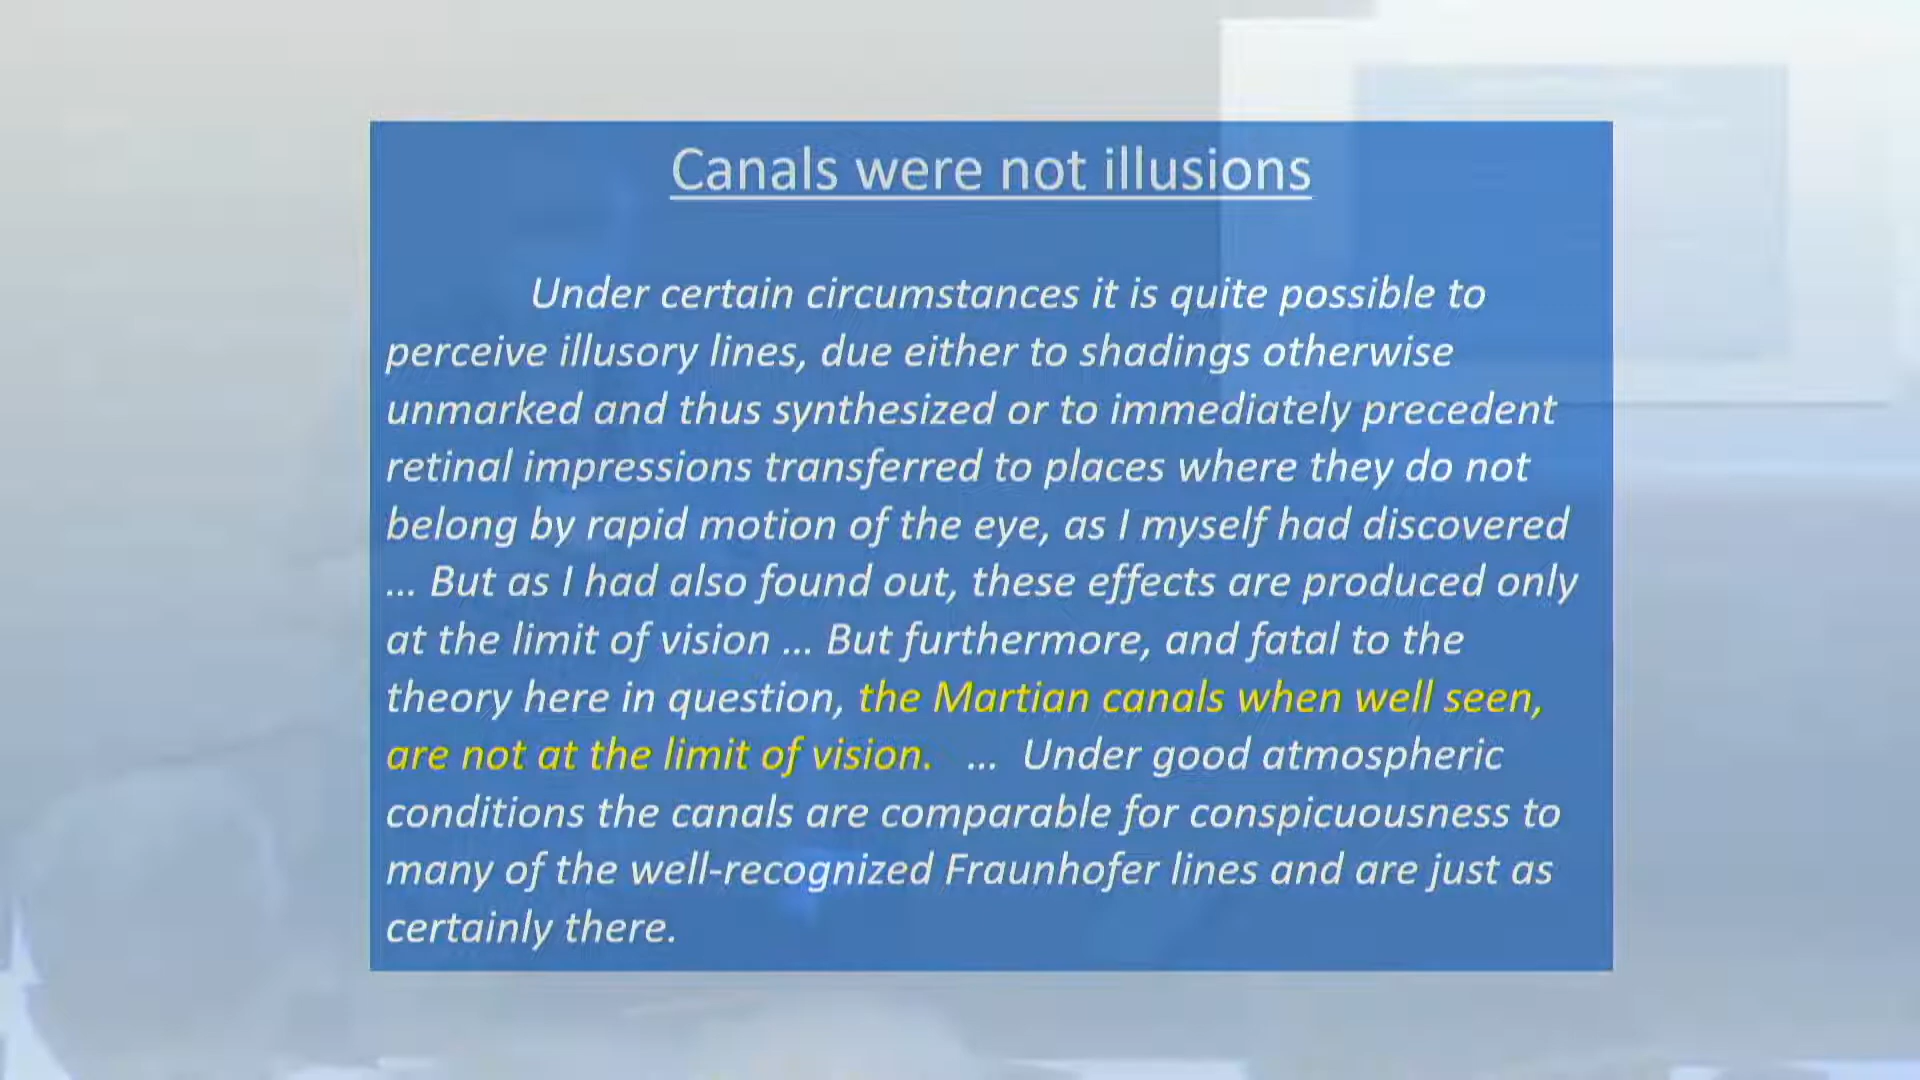 Canals were not illusions
Under certain circumstances it is quite possible to
perceive illusory lines, due either to shadings otherwise
unmarked and thus synthesized or to immediately precedent
retinal impressions transferred to places where they do not
belong by rapid motion of the eye, as I myself had discovered
... But as I had also found out, these effects are produced only
at the limit of vision ... But furthermore, and fatal to the
theory here in question, the Martian canals when well seen,
are not at the limit of vision. ... Under good atmospheric
conditions the canals are comparable for conspicuousness to
many of the well-recognized Fraunhofer lines and are just as
certainly there.